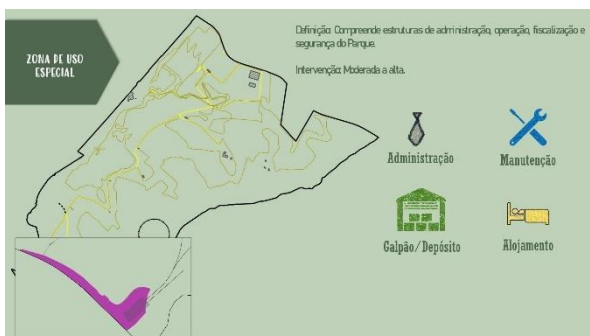 ZONA DE USO
ESPECIAL
Definição: Compreende estruturas de administração, operação, fiscalização e
segurança do Parque.
Intervenção: Moderada a alta.
Administração
Manutenção
Galpão/Depósito
Alojamento